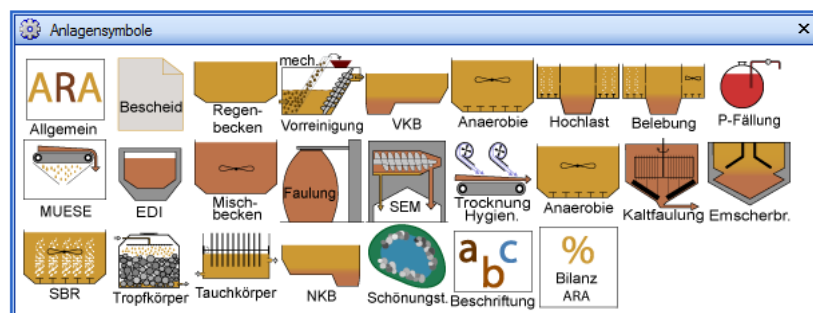 Anlagensymbole
ARA
Allgemein
Bescheid
Regen-
becken
mech.
Vorreinigung
VKB
Anaerobie
Hochlast
Belebung
P-Fällung
MUESE
EDI
Misch-
becken
Faulung
SEM
Trocknung
Hygien.
Anaerobie
Kaltfaulung
Emscherbr.
SBR
Tropfkörper
Tauchkörper
NKB
Schönungst.
abc
Beschriftung
%
Bilanz
ARA